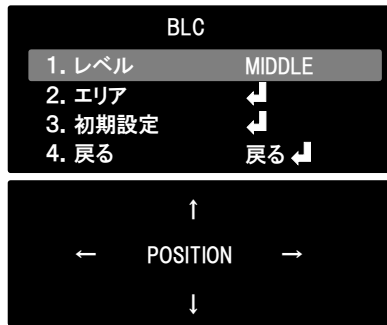 BLC
1. レベル MIDDLE
2. エリア ↲
3. 初期設定 ↲
4. 戻る 戻る ↲
↑
← POSITION →
↓